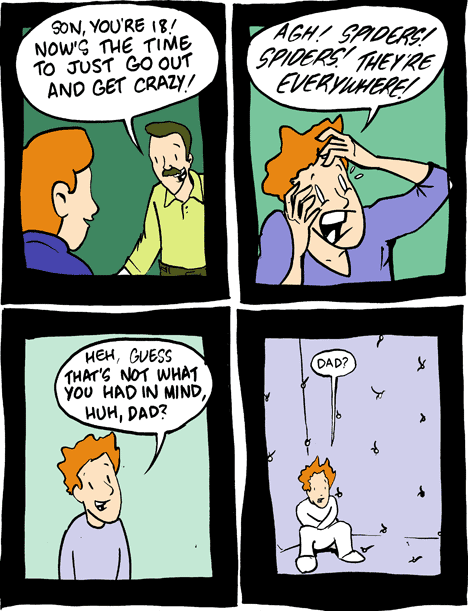 SON, YOU'RE 18!
NOW'S THE TIME
TO JUST GO OUT
AND GET CRAZY!
AGH! SPIDERS!
SPIDERS! THEY'RE
EVERYWHERE!
HEH, GUESS
THAT'S NOT WHAT
YOU HAD IN MIND,
HUH, DAD?
DAD?